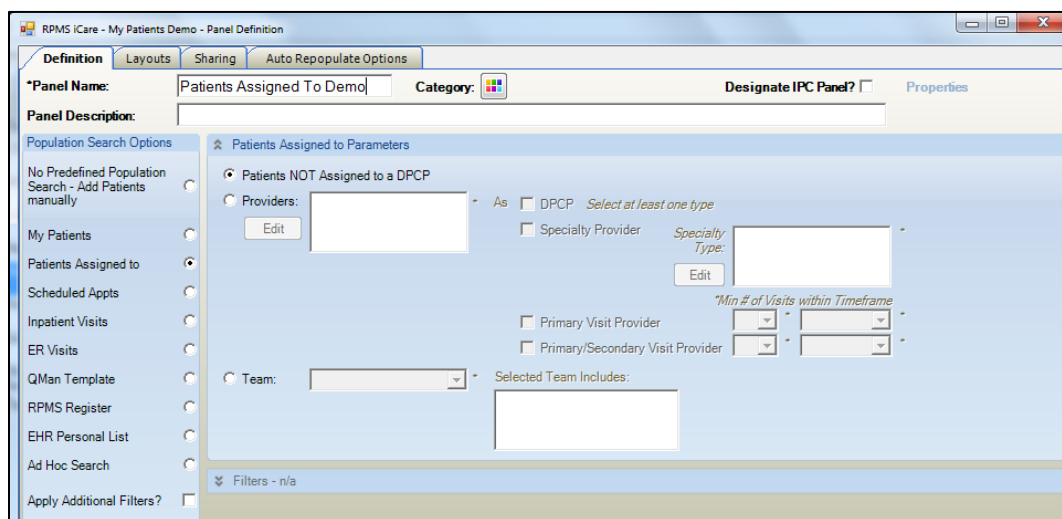 RPMS iCare - My Patients Demo - Panel Definition
Definition Layouts Sharing Auto Repopulate Options
*Panel Name: Patients Assigned To Demo Category: Designate IPC Panel? Properties
Panel Description:
Population Search Options
No Predefined Population
Search - Add Patients
manually
My Patients
Patients Assigned to
Scheduled Appts
Inpatient Visits
ER Visits
QMan Template
RPMS Register
EHR Personal List
Ad Hoc Search
Apply Additional Filters?
Patients Assigned to Parameters
Patients NOT Assigned to a DPCP
Providers: * As DPCP Select at least one type
Edit
Specialty Provider Specialty
Type: *
Edit
*Min # of Visits within Timeframe
Primary Visit Provider * *
Primary/Secondary Visit Provider * *
Team: * Selected Team Includes:
Filters - n/a